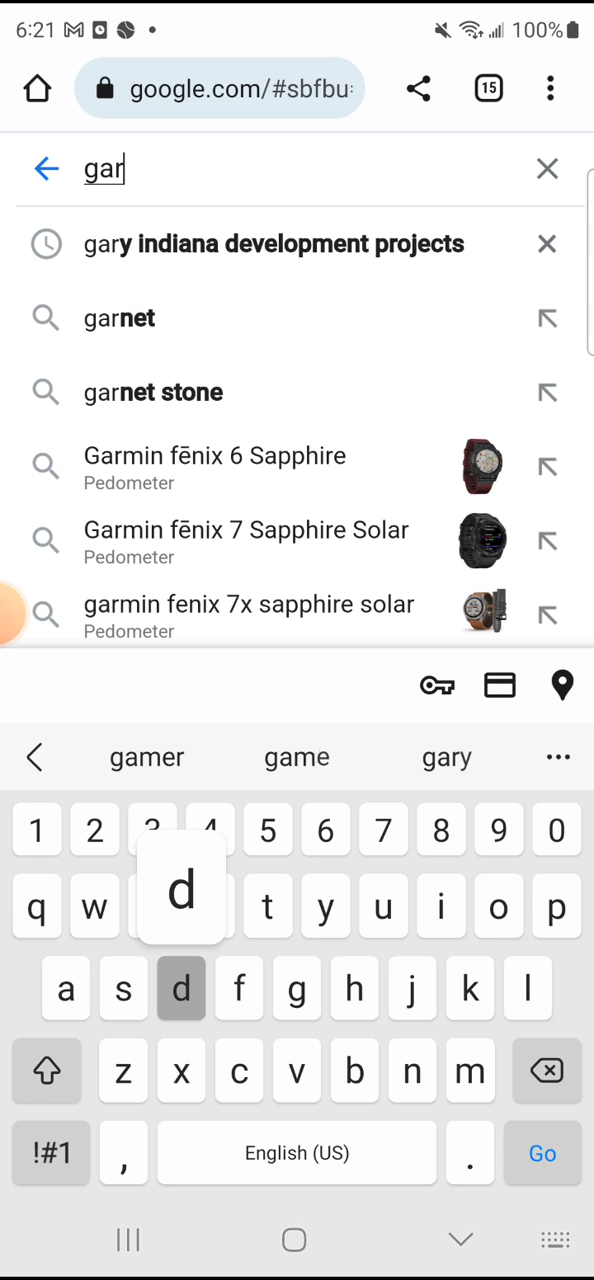 6:21
100%
google.com/#sbfbu
15
gar
gary indiana development projects
garnet
garnet stone
Garmin fēnix 6 Sapphire
Pedometer
Garmin fēnix 7 Sapphire Solar
Pedometer
garmin fenix 7x sapphire solar
Pedometer
gamer game gary
1 2 3 4 5 6 7 8 9 0
d
q w t y u i o p
a s d f g h j k l
z x c v b n m
!#1 , English (US) . Go